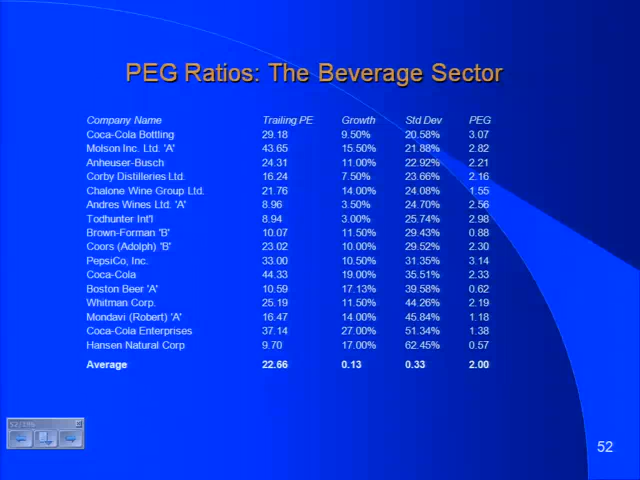 PEG Ratios: The Beverage Sector
Company Name Trailing PE Growth Std Dev PEG
Coca-Cola Bottling 29.18 9.50% 20.58% 3.07
Molson Inc. Ltd. 'A' 43.65 15.50% 21.88% 2.82
Anheuser-Busch 24.31 11.00% 22.92% 2.21
Corby Distilleries Ltd. 16.24 7.50% 23.66% 2.16
Chalone Wine Group Ltd. 21.76 14.00% 24.08% 1.55
Andres Wines Ltd. 'A' 8.96 3.50% 24.70% 2.56
Todhunter Int'l 8.94 3.00% 25.74% 2.98
Brown-Forman 'B' 10.07 11.50% 29.43% 0.88
Coors (Adolph) 'B' 23.02 10.00% 29.52% 2.30
PepsiCo, Inc. 33.00 10.50% 31.35% 3.14
Coca-Cola 44.33 19.00% 35.51% 2.33
Boston Beer 'A' 10.59 17.13% 39.58% 0.62
Whitman Corp. 25.19 11.50% 44.26% 2.19
Mondavi (Robert) 'A' 16.47 14.00% 45.84% 1.18
Coca-Cola Enterprises 37.14 27.00% 51.34% 1.38
Hansen Natural Corp 9.70 17.00% 62.45% 0.57
Average 22.66 0.13 0.33 2.00
52